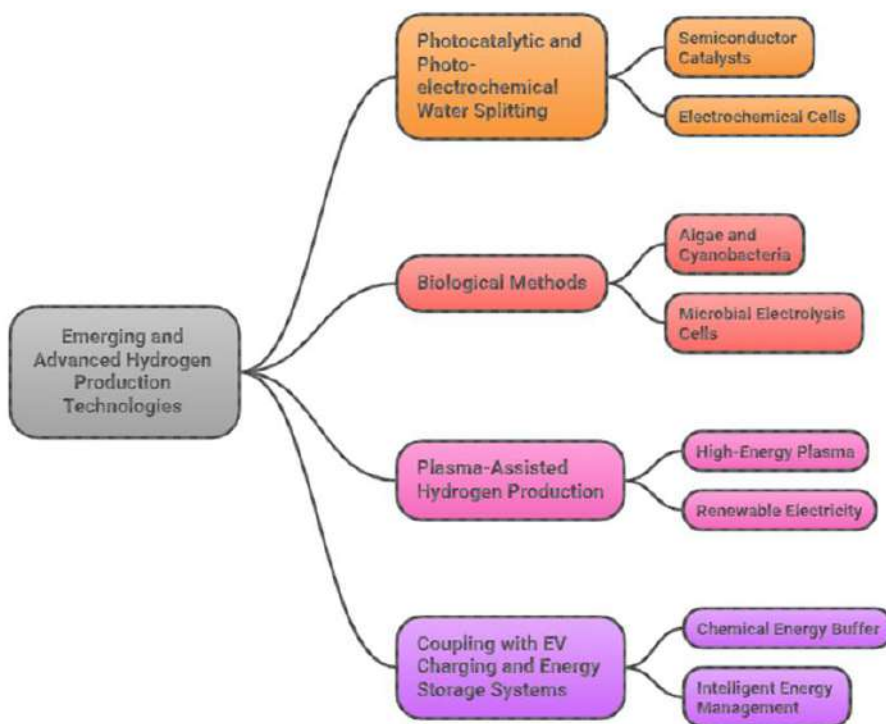 Emerging and
Advanced Hydrogen
Production
Technologies
Photocatalytic and
Photo-
electrochemical
Water Splitting
Semiconductor
Catalysts
Electrochemical Cells
Biological Methods
Algae and
Cyanobacteria
Microbial Electrolysis
Cells
Plasma-Assisted
Hydrogen Production
High-Energy Plasma
Renewable Electricity
Coupling with EV
Charging and Energy
Storage Systems
Chemical Energy Buffer
Intelligent Energy
Management